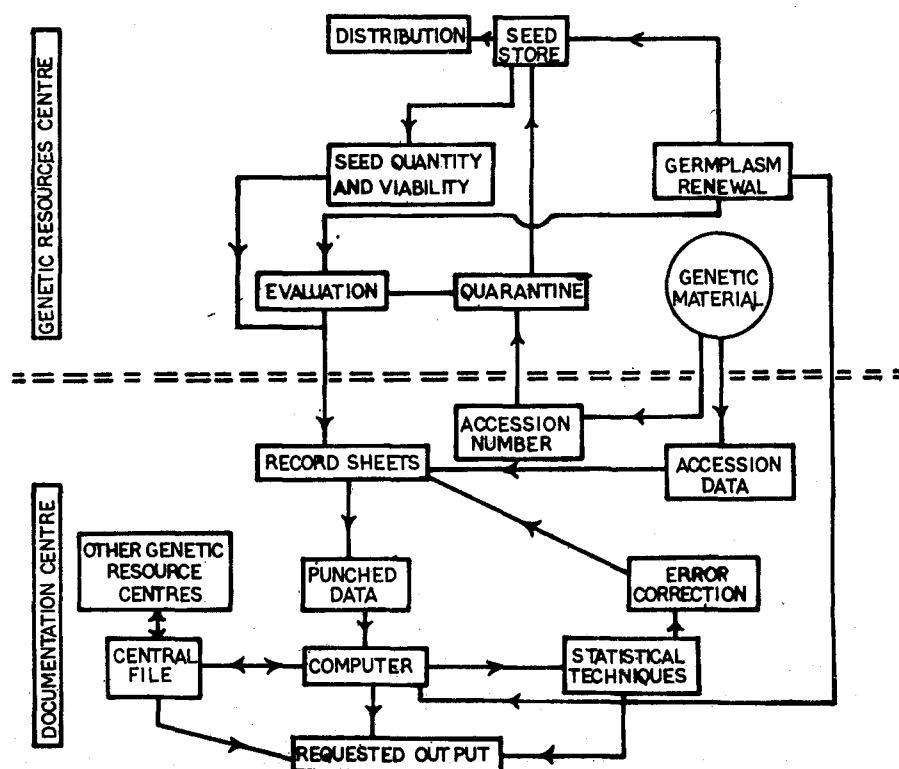 GENETIC RESOURCES CENTRE
DISTRIBUTION
SEED
STORE
SEED QUANTITY
AND VIABILITY
GERMPLASM
RENEWAL
EVALUATION
QUARANTINE
GENETIC
MATERIAL
ACCESSION
NUMBER
RECORD SHEETS
ACCESSION
DATA
DOCUMENTATION CENTRE
OTHER GENETIC
RESOURCE
CENTRES
PUNCHED
DATA
ERROR
CORRECTION
CENTRAL
FILE
COMPUTER
STATISTICAL
TECHNIQUES
REQUESTED OUTPUT